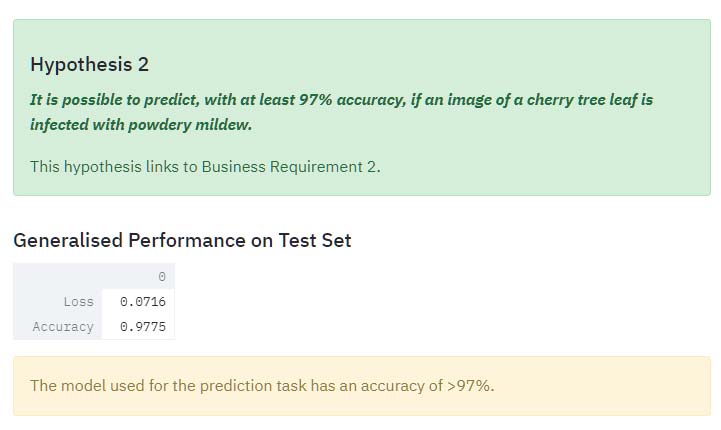 Hypothesis 2
It is possible to predict, with at least 97% accuracy, if an image of a cherry tree leaf is
infected with powdery mildew.
This hypothesis links to Business Requirement 2.
Generalised Performance on Test Set
0
Loss 0.0716
Accuracy 0.9775
The model used for the prediction task has an accuracy of >97%.